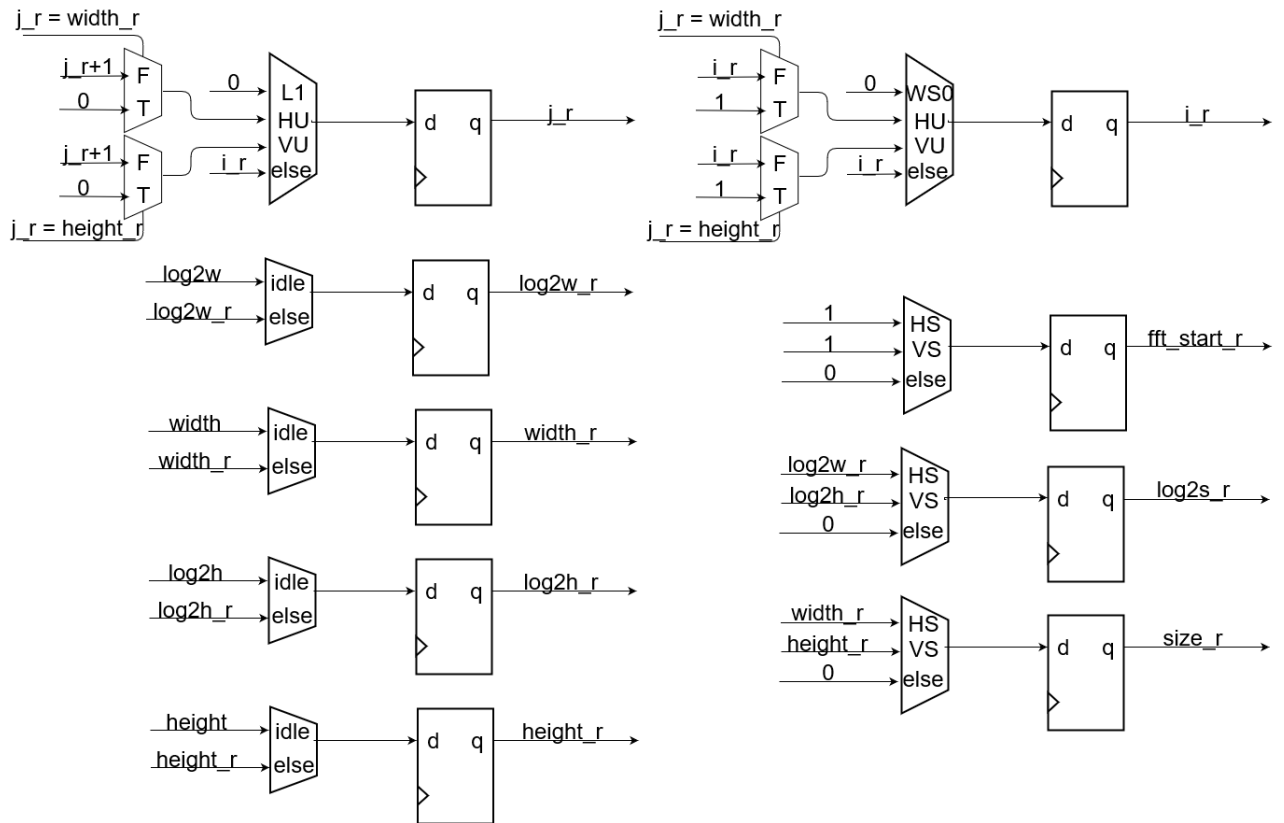 j_r = width_r
j_r+1
F
0
T
j_r+1
F
0
T
j_r = height_r
0
L1
HU
VU
i_r
else
d
q
j_r
j_r = width_r
i_r
F
1
T
i_r
F
1
T
j_r = height_r
0
WS0
HU
VU
i_r
else
d
q
i_r
log2w
idle
log2w_r
else
d
q
log2w_r
width
idle
width_r
else
d
q
width_r
log2h
idle
log2h_r
else
d
q
log2h_r
height
idle
height_r
else
d
q
height_r
1
HS
1
VS
0
else
d
q
fft_start_r
log2w_r
HS
log2h_r
VS
0
else
d
q
log2s_r
width_r
HS
height_r
VS
0
else
d
q
size_r